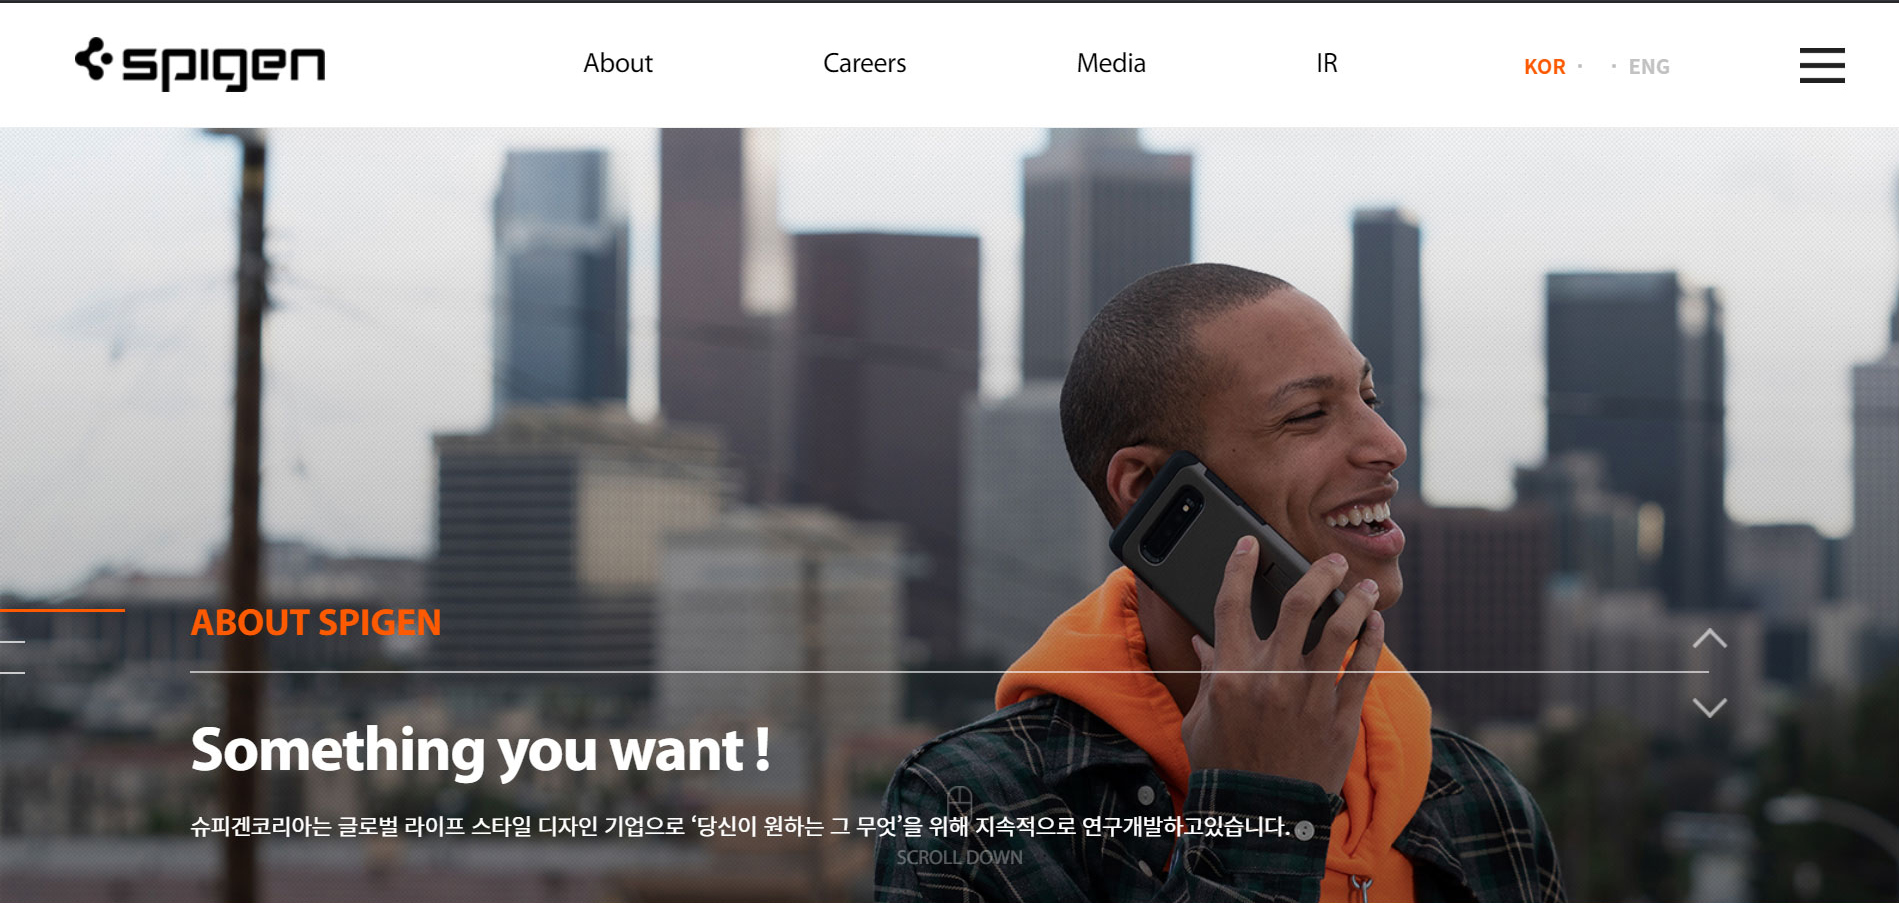 spigen
About
Careers
Media
IR
KOR
ENG
ABOUT SPIGEN
Something you want !
슈피겐코리아는 글로벌 라이프 스타일 디자인 기업으로 ‘당신이 원하는 그 무엇’을 위해 지속적으로 연구개발하고있습니다.
SCROLL DOWN